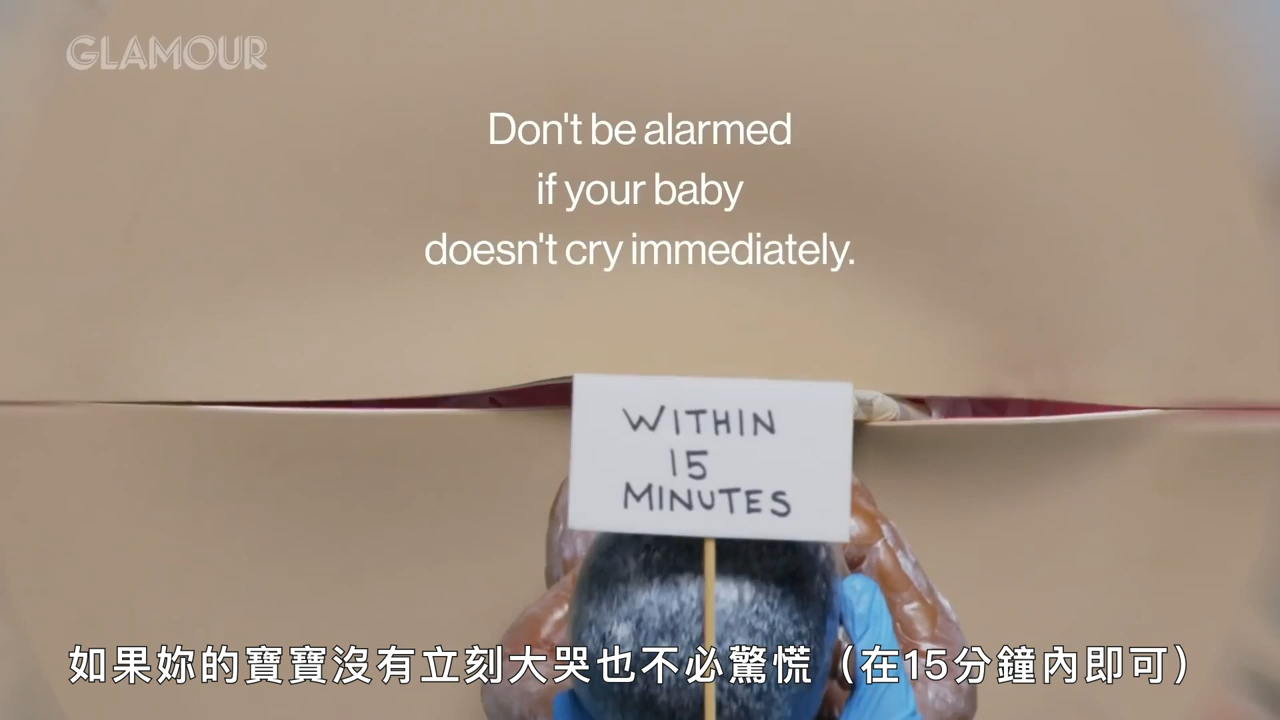 GLAMOUR
Don't be alarmed
if your baby
doesn't cry immediately.
WITHIN
15
MINUTES
如果妳的寶寶沒有立刻大哭也不必驚慌（在15分鐘內即可）